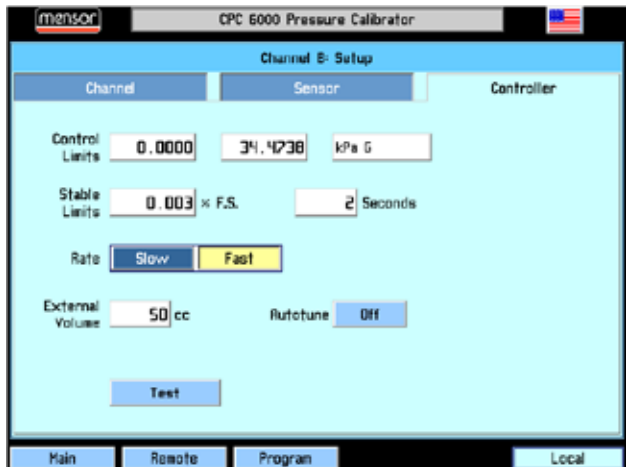 mensor CPC 6000 Pressure Calibrator
Channel B: Setup
Channel Sensor Controller
Control Limits 0.0000 34.4738 kPa G
Stable Limits 0.003 × F.S. 2 Seconds
Rate Slow Fast
External Volume 50 cc Autotune Off
Test
Main Remote Program Local